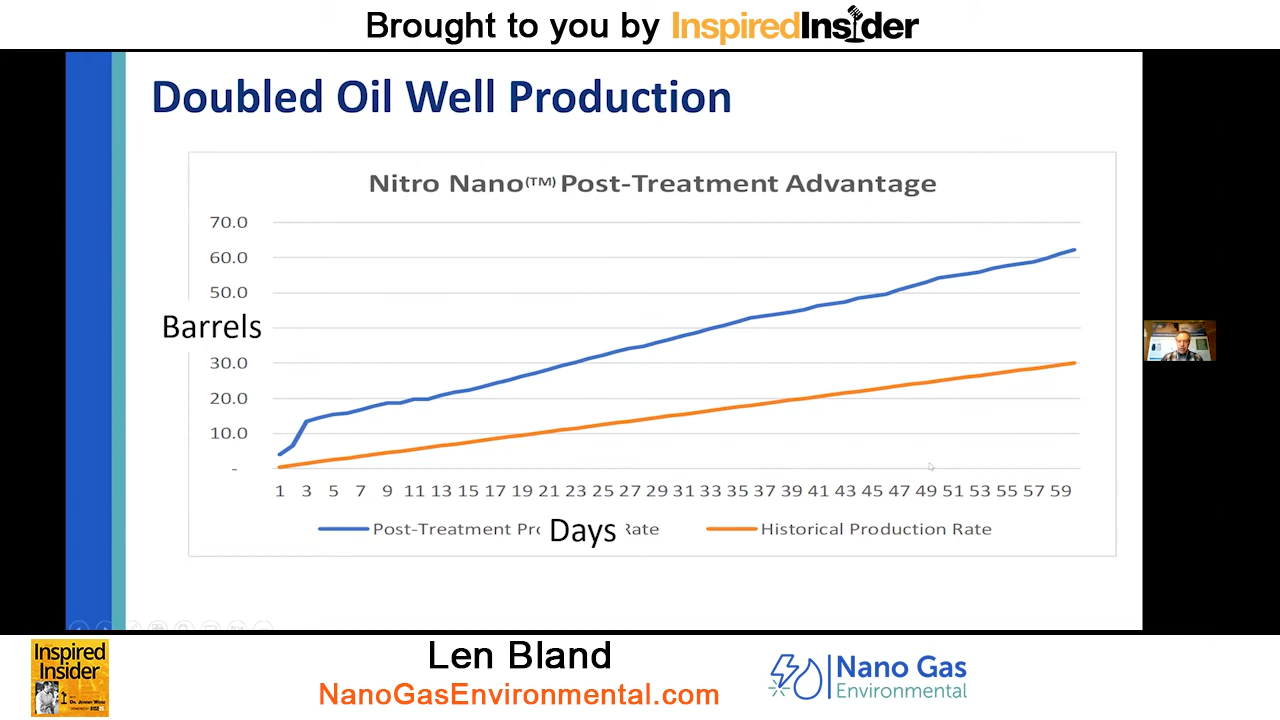 Brought to you by InspiredInsider
Doubled Oil Well Production
Nitro Nano(TM) Post-Treatment Advantage
70.0
60.0
50.0
Barrels
30.0
20.0
10.0
-
1 3 5 7 9 11 13 15 17 19 21 23 25 27 29 31 33 35 37 39 41 43 45 47 49 51 53 55 57 59
Post-Treatment Pro Days Rate Historical Production Rate
Inspired
Insider
Len Bland
NanoGasEnvironmental.com
Nano Gas
Environmental